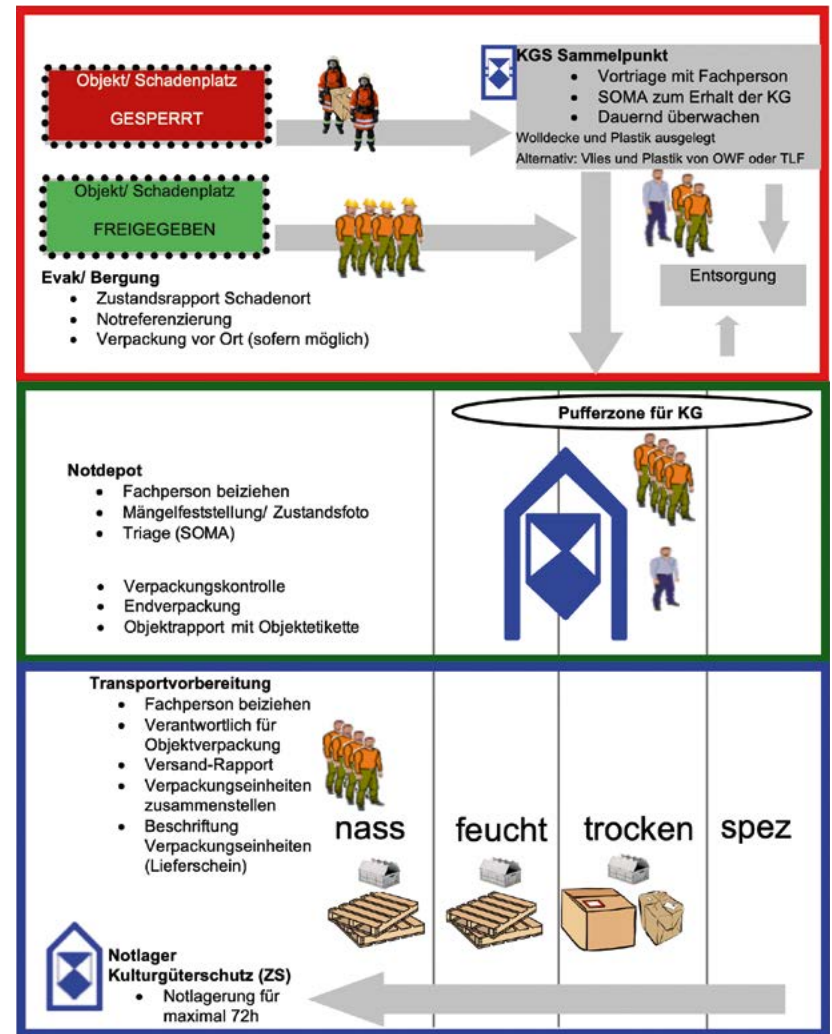 Objekt/ Schadenplatz
GESPERRT
KGS Sammelpunkt
• Vortriage mit Fachperson
• SOMA zum Erhalt der KG
• Dauernd überwachen
Wolldecke und Plastik ausgelegt
Alternativ: Vlies und Plastik von OWF oder TLF
Objekt/ Schadenplatz
FREIGEGEBEN
Evak/ Bergung
• Zustandsrapport Schadenort
• Notreferenzierung
• Verpackung vor Ort (sofern möglich)
Entsorgung
Pufferzone für KG
Notdepot
• Fachperson beiziehen
• Mängelfeststellung/ Zustandsfoto
• Triage (SOMA)
• Verpackungskontrolle
• Endverpackung
• Objektrapport mit Objektetikette
Transportvorbereitung
• Fachperson beiziehen
• Verantwortlich für
Objektverpackung
• Versand-Rapport
• Verpackungseinheiten
zusammenstellen
• Beschriftung
Verpackungseinheiten
(Lieferschein)
nass
feucht
trocken
spez
Notlager
Kulturgüterschutz (ZS)
• Notlagerung für
maximal 72h